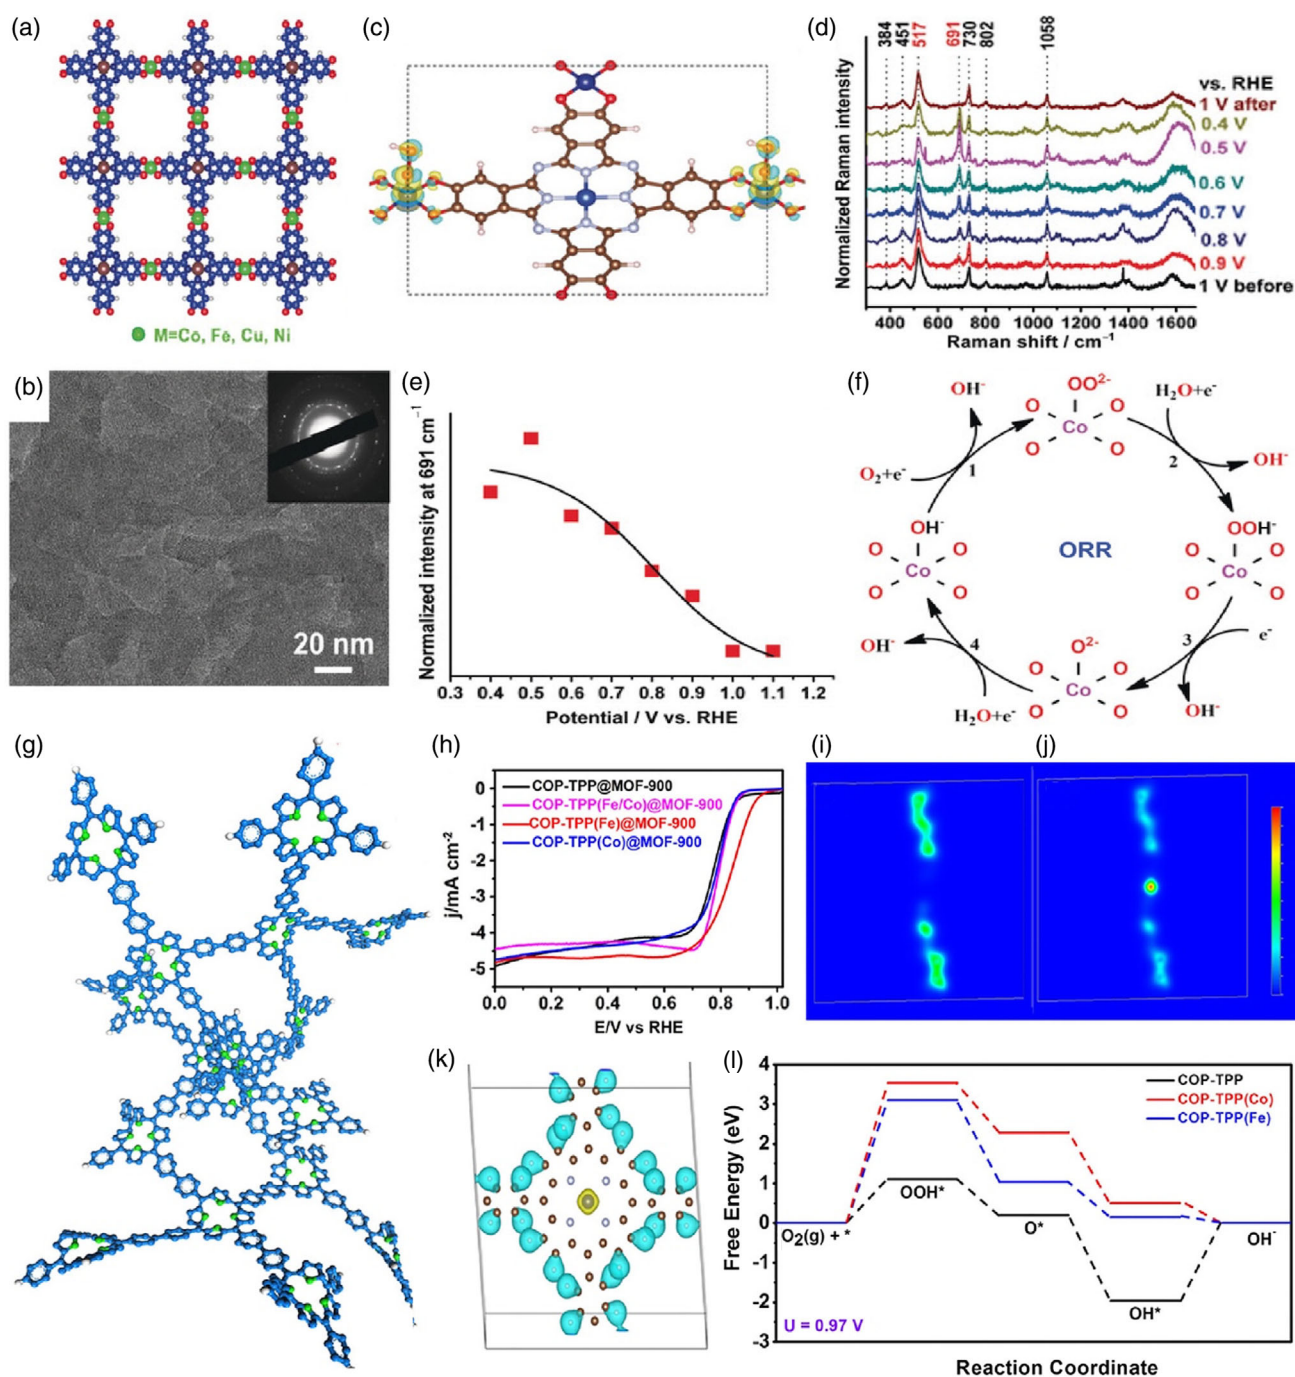 (a)
M=Co, Fe, Cu, Ni
(c)
(d)
384
451
517
691
730
802
1058
Normalized Raman intensity
vs. RHE
1 V after
0.4 V
0.5 V
0.6 V
0.7 V
0.8 V
0.9 V
1 V before
400
600
800
1000
1200
1400
1600
Raman shift / cm⁻¹
(b)
20 nm
(e)
Normalized intensity at 691 cm⁻¹
0.3 0.4 0.5 0.6 0.7 0.8 0.9 1.0 1.1 1.2
Potential / V vs. RHE
(f)
OH⁻
OO²⁻
O O
Co
O O
H₂O+e⁻
1
2
O₂+e⁻
OH⁻
OH⁻
O O
Co
O O
ORR
OOH⁻
O O
Co
O O
OH⁻
4
3
e⁻
O²⁻
O O
Co
O O
H₂O+e⁻
OH⁻
(g)
(h)
0
-1
-2
-3
-4
-5
j/mA cm⁻²
COP-TPP@MOF-900
COP-TPP(Fe/Co)@MOF-900
COP-TPP(Fe)@MOF-900
COP-TPP(Co)@MOF-900
0.0 0.2 0.4 0.6 0.8 1.0
E/V vs RHE
(i)
(j)
(k)
(l)
4
3
2
1
0
-1
-2
-3
Free Energy (eV)
COP-TPP
COP-TPP(Co)
COP-TPP(Fe)
O₂(g) + *
OOH*
O*
OH*
OH⁻
U = 0.97 V
Reaction Coordinate